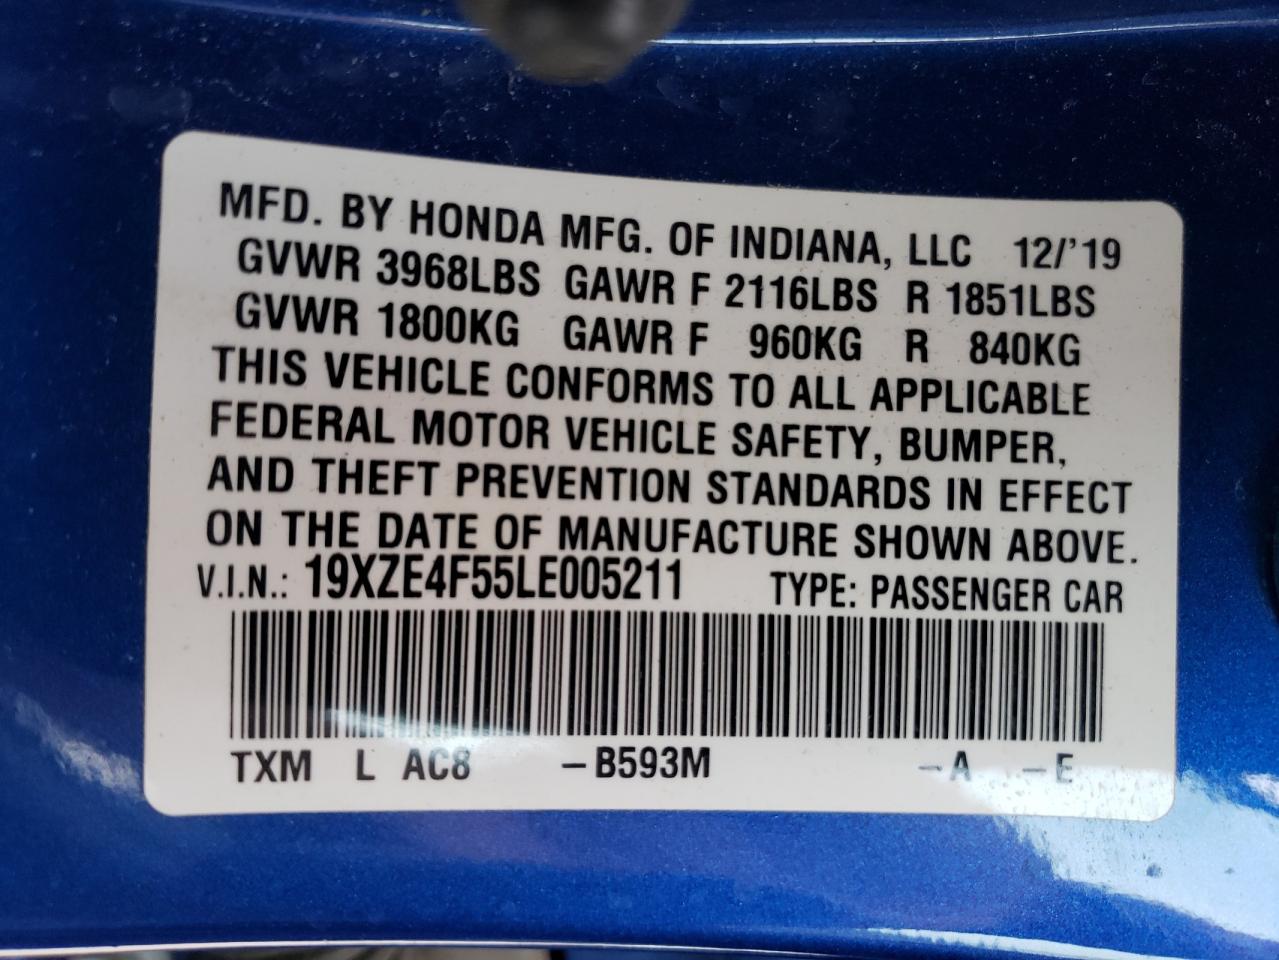 MFD. BY HONDA MFG. OF INDIANA, LLC 12/'19
GVWR 3968LBS GAWR F 2116LBS R 1851LBS
GVWR 1800KG GAWR F 960KG R 840KG
THIS VEHICLE CONFORMS TO ALL APPLICABLE
FEDERAL MOTOR VEHICLE SAFETY, BUMPER,
AND THEFT PREVENTION STANDARDS IN EFFECT
ON THE DATE OF MANUFACTURE SHOWN ABOVE.
V.I.N.: 19XZE4F55LE005211 TYPE: PASSENGER CAR
TXM L AC8 –B593M –A –E